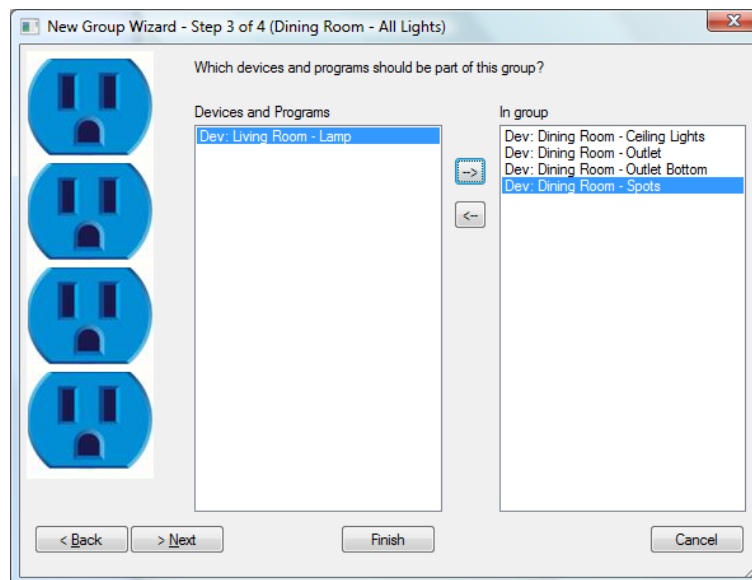 New Group Wizard - Step 3 of 4 (Dining Room - All Lights)
X
Which devices and programs should be part of this group?
Devices and Programs
In group
Dev: Living Room - Lamp
Dev: Dining Room - Ceiling Lights
Dev: Dining Room - Outlet
Dev: Dining Room - Outlet Bottom
Dev: Dining Room - Spots
-->
<--
< Back
> Next
Finish
Cancel